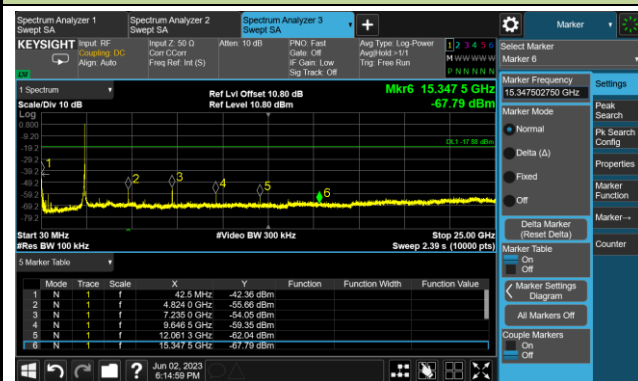 Spectrum Analyzer 1
Swept SA
Spectrum Analyzer 2
Swept SA
Spectrum Analyzer 3
Swept SA
+
Marker
KEYSIGHT
Input: RF
Coupling: DC
Align: Auto
Input Z: 50 Ω
Corr CCorr
Freq Ref: Int (S)
Atten: 10 dB
PNO: Fast
Gate: Off
IF Gain: Low
Sig Track: Off
Avg Type: Log-Power
Avg|Hold:>1/1
Trig: Free Run
1 2 3 4 5 6
M W W W W W
P N N N N N
Select Marker
Marker 6
1 Spectrum
Scale/Div 10 dB
Log
Ref Lvl Offset 10.80 dB
Ref Level 10.80 dBm
Mkr6 15.347 5 GHz
-67.79 dBm
0.800
-9.20
-19.2
-29.2
-39.2
-49.2
-59.2
-69.2
-79.2
DL1 -17.86 dBm
1
2
3
4
5
6
Start 30 MHz
#Res BW 100 kHz
#Video BW 300 kHz
Stop 25.00 GHz
Sweep 2.39 s (10000 pts)
5 Marker Table
Mode Trace Scale X Y Function Function Width Function Value
1 N 1 f 42.5 MHz -42.36 dBm
2 N 1 f 4.824 0 GHz -55.66 dBm
3 N 1 f 7.235 0 GHz -54.05 dBm
4 N 1 f 9.646 5 GHz -59.35 dBm
5 N 1 f 12.061 3 GHz -62.04 dBm
6 N 1 f 15.347 5 GHz -67.79 dBm
Marker Frequency
15.347502750 GHz
Marker Mode
Normal
Delta (Δ)
Fixed
Off
Delta Marker
(Reset Delta)
Marker Table
On
Off
Marker Settings
Diagram
All Markers Off
Couple Markers
On
Off
Settings
Peak
Search
Pk Search
Config
Properties
Marker
Function
Marker→
Counter
?
Jun 02, 2023
6:14:59 PM